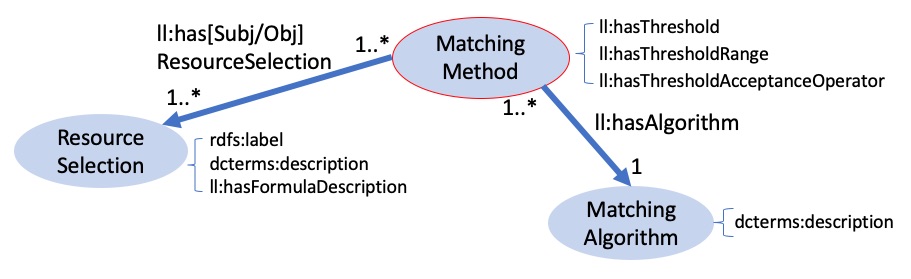 ll:has[Subj/Obj]
ResourceSelection
1..*
Matching
Method
ll:hasThreshold
ll:hasThresholdRange
ll:hasThresholdAcceptanceOperator
1..*
1..*
ll:hasAlgorithm
Resource
Selection
rdfs:label
dcterms:description
ll:hasFormulaDescription
1
Matching
Algorithm
dcterms:description